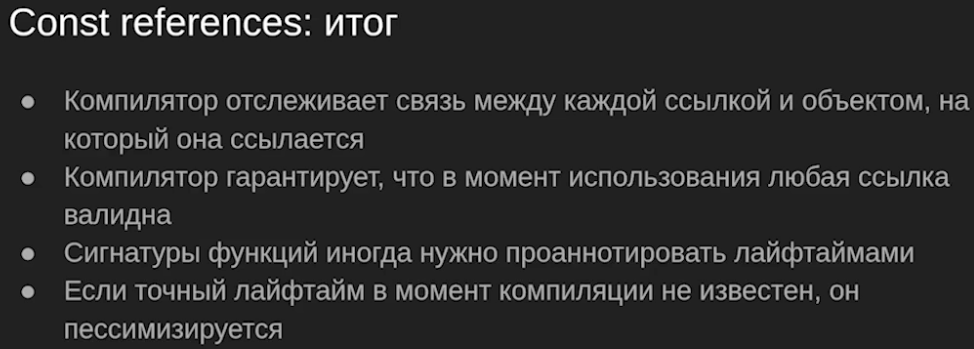 Const references: итог
● Компилятор отслеживает связь между каждой ссылкой и объектом, на
который она ссылается
● Компилятор гарантирует, что в момент использования любая ссылка
валидна
● Сигнатуры функций иногда нужно проаннотировать лайфтаймами
● Если точный лайфтайм в момент компиляции не известен, он
пессимизируется